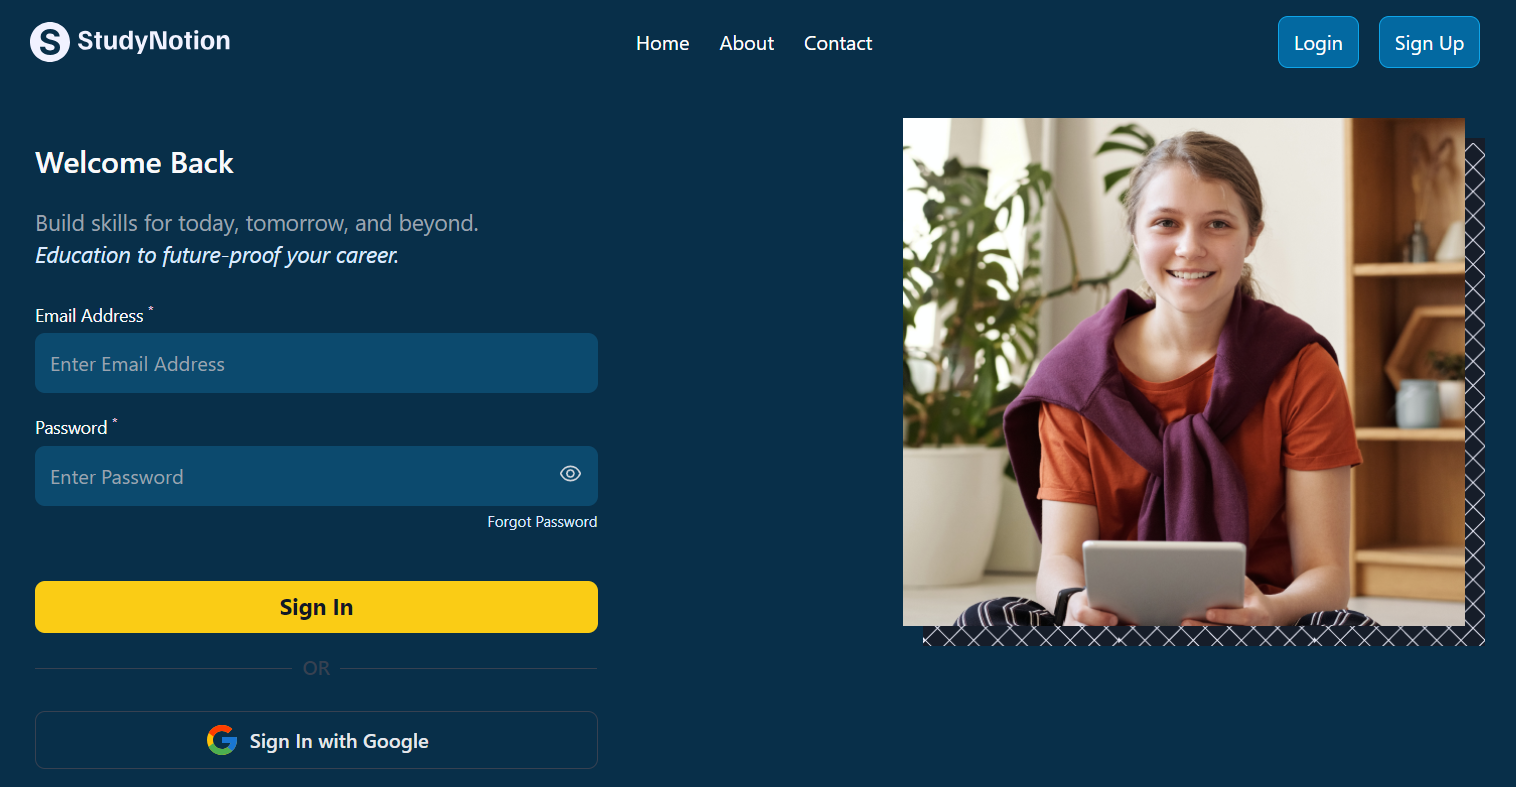 StudyNotion
Home About Contact
Login Sign Up
Welcome Back
Build skills for today, tomorrow, and beyond.
Education to future-proof your career.
Email Address *
Enter Email Address
Password *
Enter Password
Forgot Password
Sign In
OR
Sign In with Google